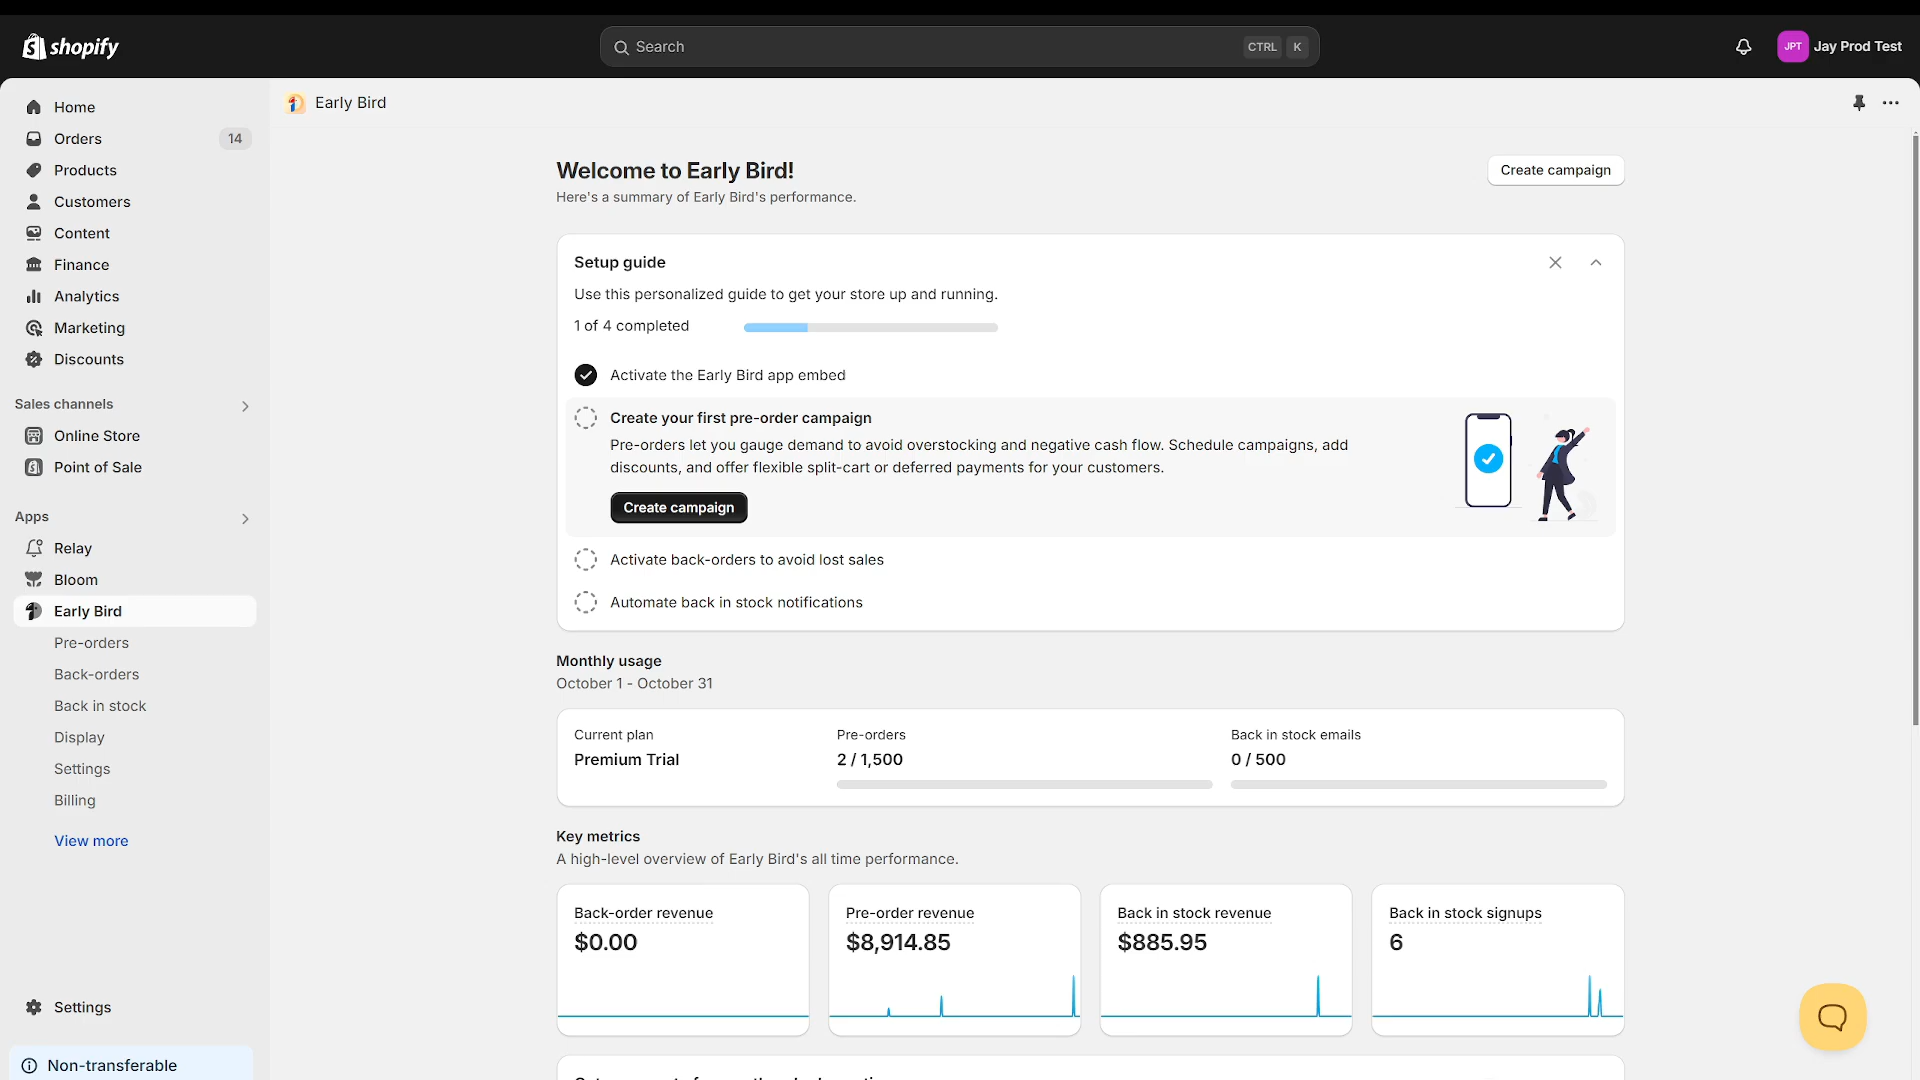 shopify
Search
CTRL K
JPT
Jay Prod Test
Home
Orders
14
Products
Customers
Content
Finance
Analytics
Marketing
Discounts
Sales channels
Online Store
Point of Sale
Apps
Relay
Bloom
Early Bird
Pre-orders
Back-orders
Back in stock
Display
Settings
Billing
View more
Settings
Non-transferable
Early Bird
Welcome to Early Bird!
Here's a summary of Early Bird's performance.
Create campaign
Setup guide
Use this personalized guide to get your store up and running.
1 of 4 completed
Activate the Early Bird app embed
Create your first pre-order campaign
Pre-orders let you gauge demand to avoid overstocking and negative cash flow. Schedule campaigns, add
discounts, and offer flexible split-cart or deferred payments for your customers.
Create campaign
Activate back-orders to avoid lost sales
Automate back in stock notifications
Monthly usage
October 1 - October 31
Current plan
Premium Trial
Pre-orders
2 / 1,500
Back in stock emails
0 / 500
Key metrics
A high-level overview of Early Bird's all time performance.
Back-order revenue
$0.00
Pre-order revenue
$8,914.85
Back in stock revenue
$885.95
Back in stock signups
6